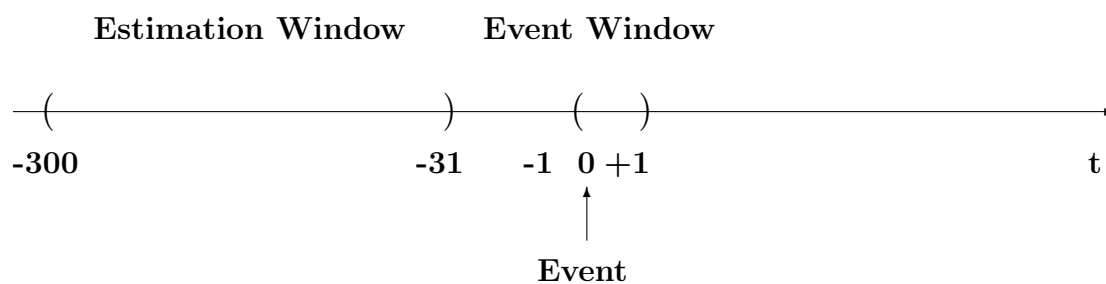 Estimation Window Event Window
( ) ( )
-300 -31 -1 0 +1 t
Event